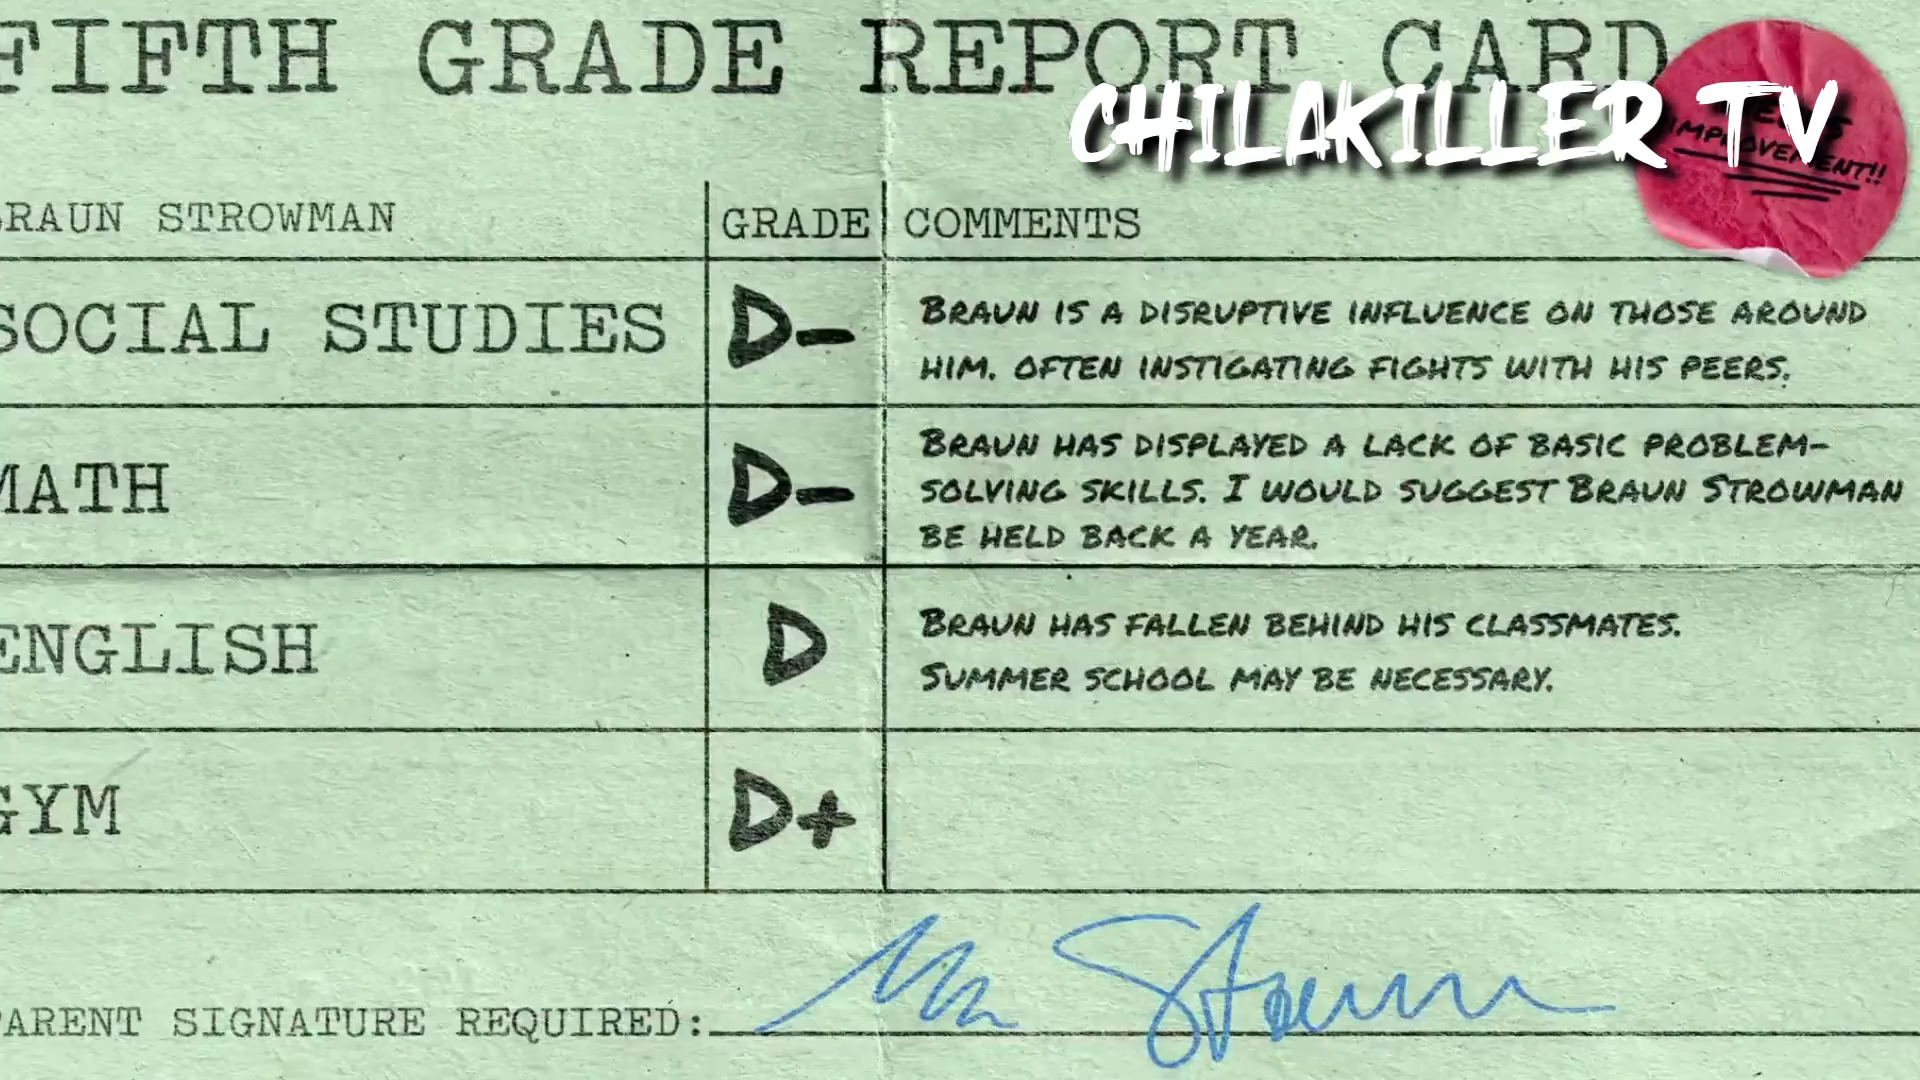 FIFTH GRADE REPORT CARD
CHILAKILLER TV
IMPROVEMENT!!
RAUN STROWMAN
GRADE
COMMENTS
SOCIAL STUDIES
D-
BRAUN IS A DISRUPTIVE INFLUENCE ON THOSE AROUND
HIM. OFTEN INSTIGATING FIGHTS WITH HIS PEERS.
MATH
D-
BRAUN HAS DISPLAYED A LACK OF BASIC PROBLEM-
SOLVING SKILLS. I WOULD SUGGEST BRAUN STROWMAN
BE HELD BACK A YEAR.
ENGLISH
D
BRAUN HAS FALLEN BEHIND HIS CLASSMATES.
SUMMER SCHOOL MAY BE NECESSARY.
GYM
D+
PARENT SIGNATURE REQUIRED: